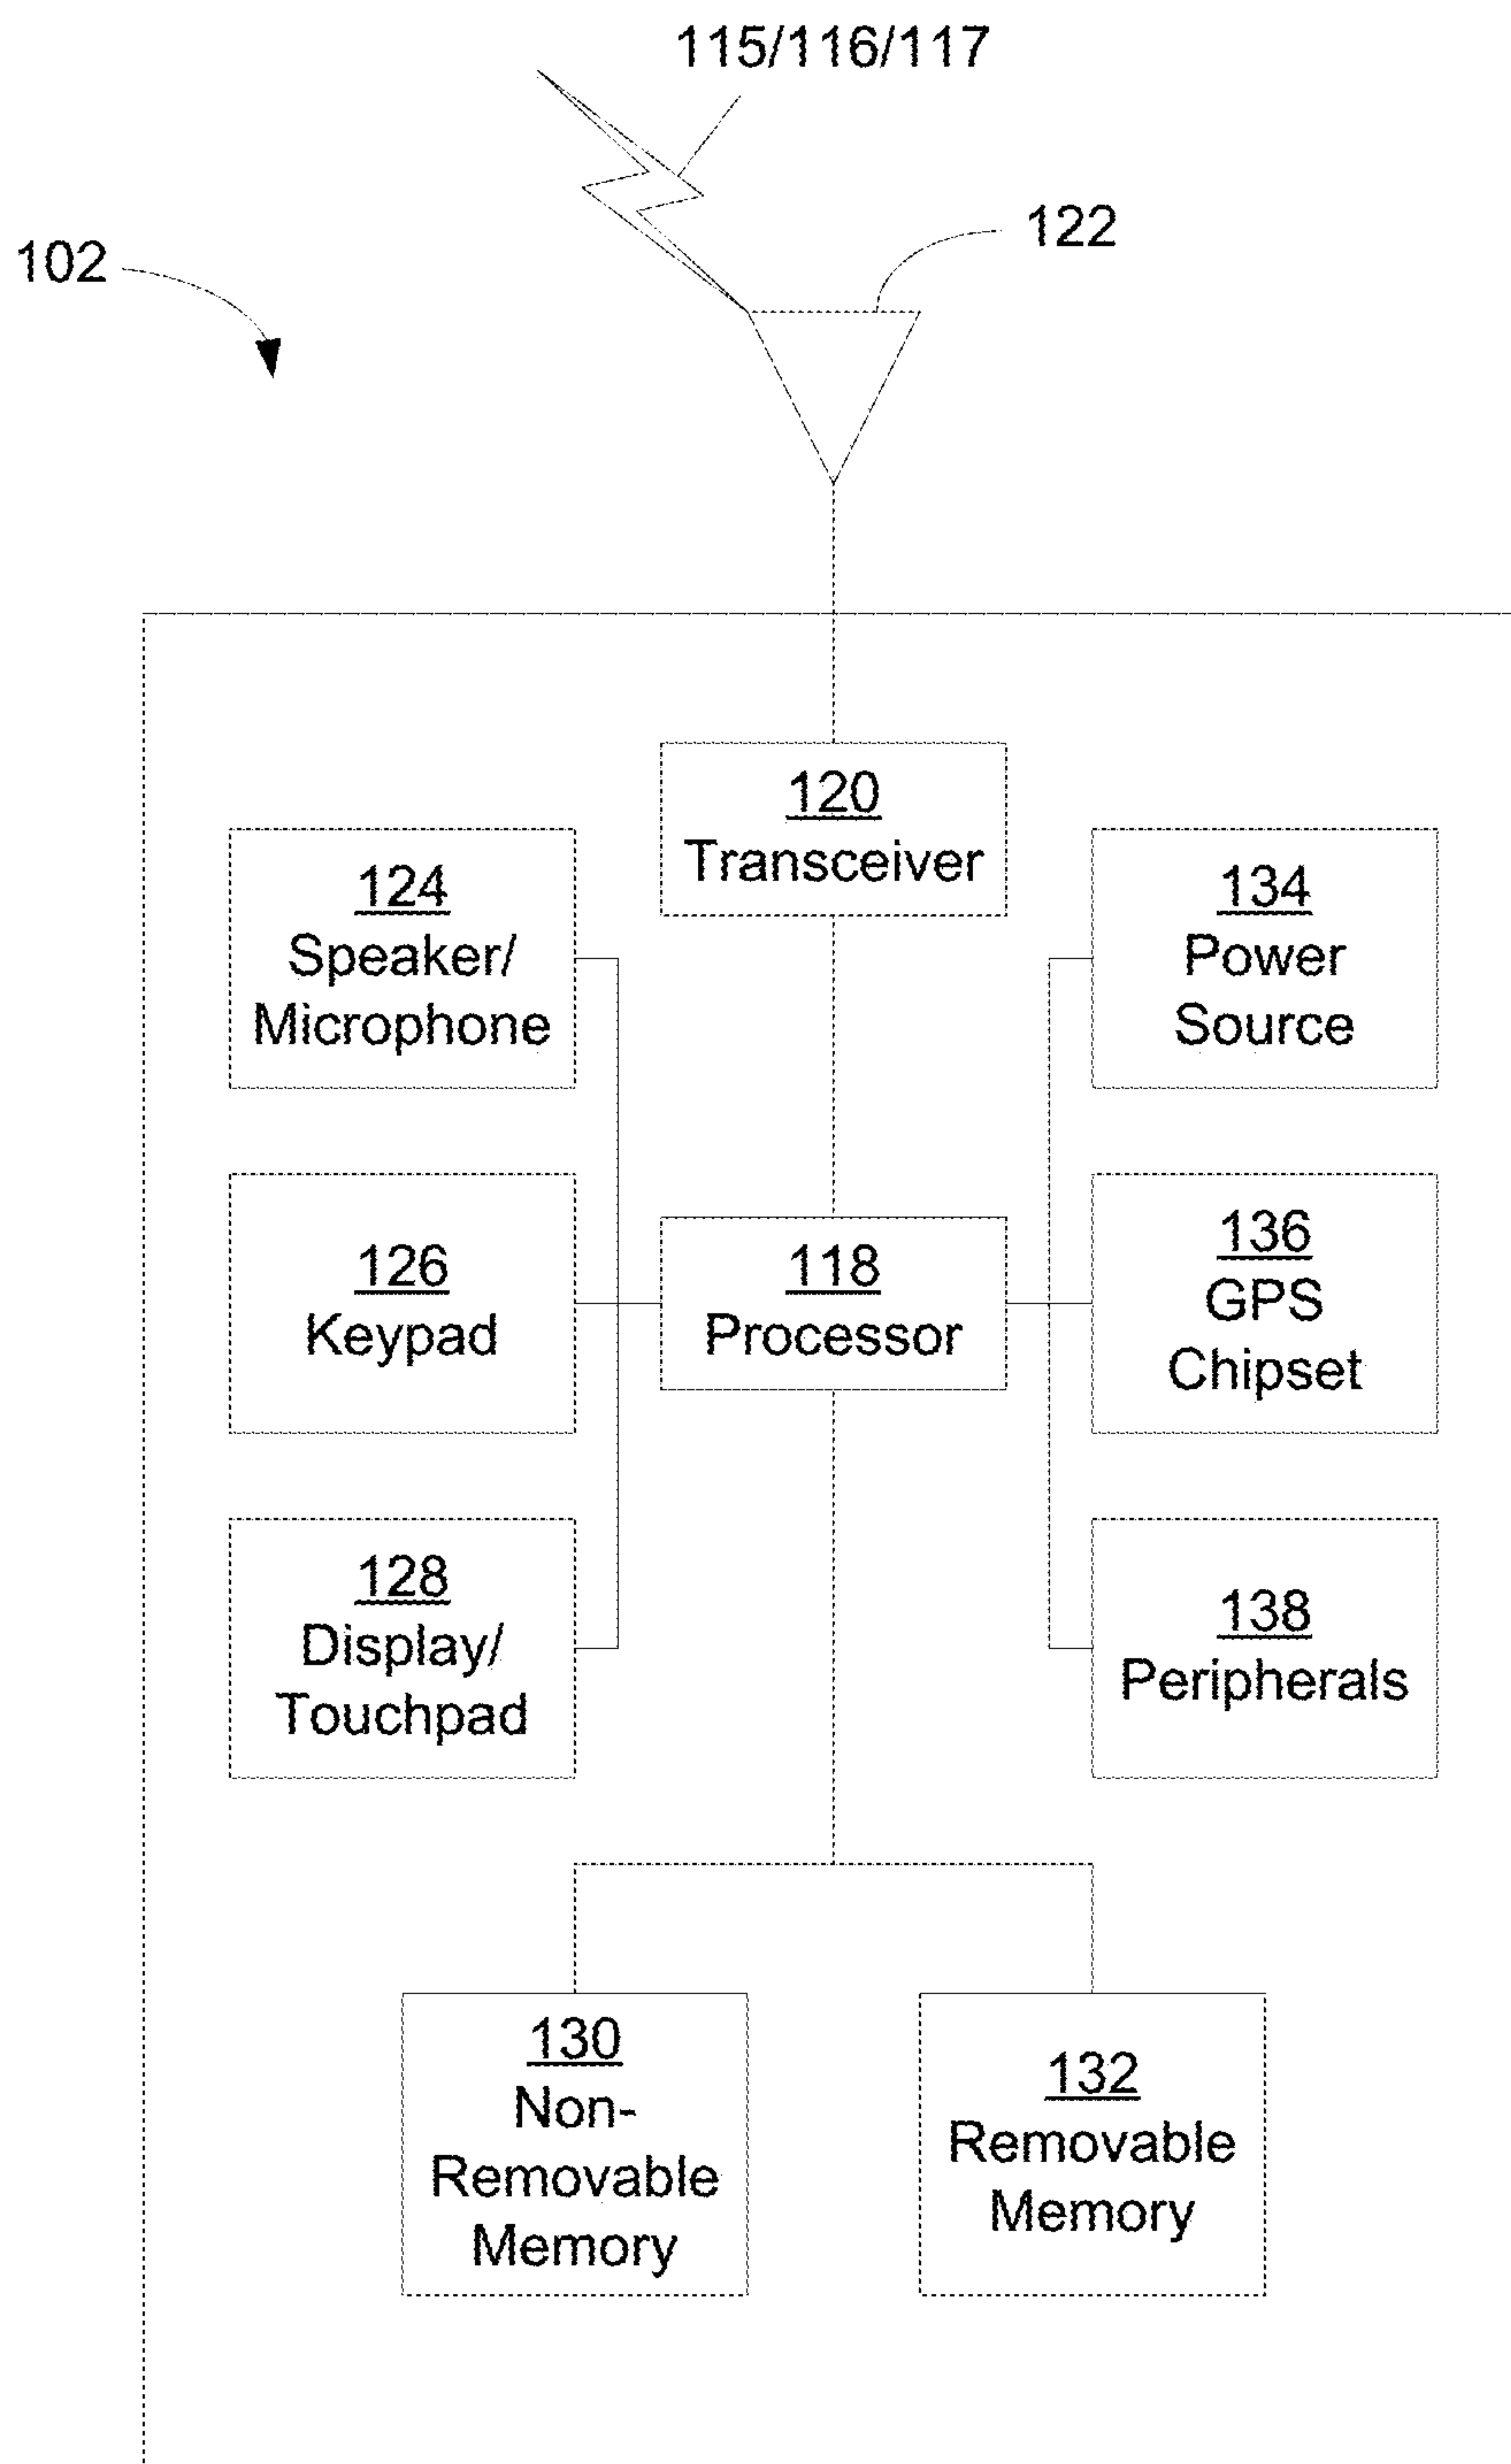 115/116/117
122
102
120
Transceiver
124
Speaker/
Microphone
134
Power
Source
126
Keypad
118
Processor
136
GPS
Chipset
128
Display/
Touchpad
138
Peripherals
130
Non-
Removable
Memory
132
Removable
Memory